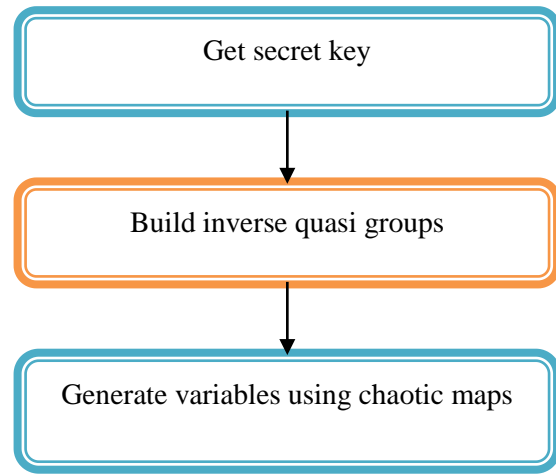 Get secret key
Build inverse quasi groups
Generate variables using chaotic maps